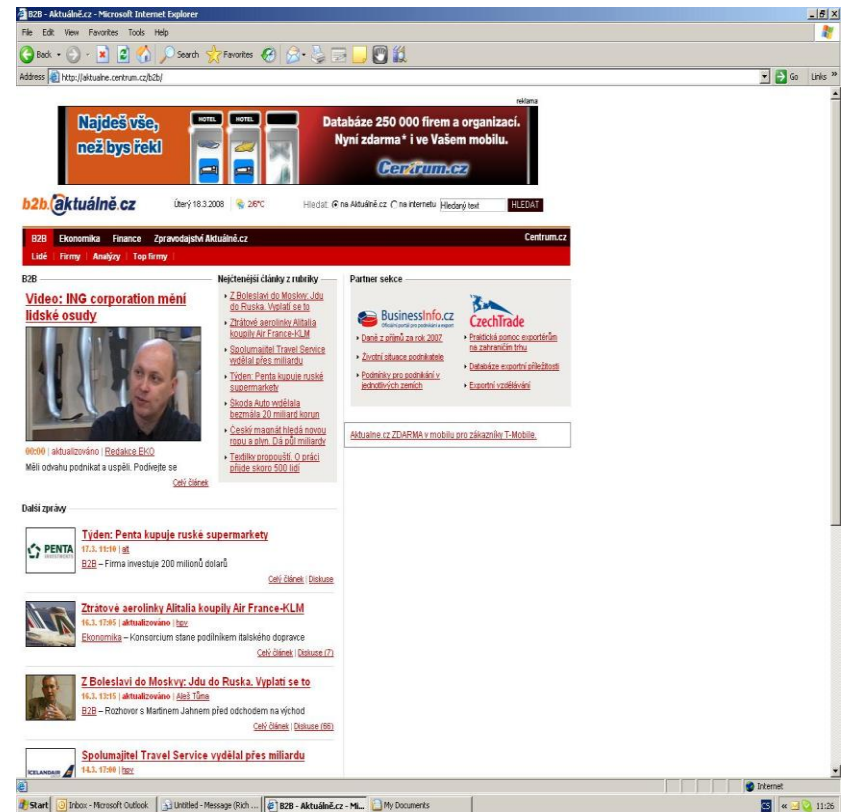 B2B - Aktuálně.cz - Microsoft Internet Explorer
File Edit View Favorites Tools Help
Back Search Favorites
Address http://aktualne.centrum.cz/b2b/ Go Links »
reklama
Najdeš vše,
než bys řekl
HOTEL HOTEL
Databáze 250 000 firem a organizací.
Nyní zdarma* i ve Vašem mobilu.
Centrum.cz
b2b.aktuálně.cz Úterý 18.3.2008 2/6°C Hledat: na Aktuálně.cz na internetu Hledaný text HLEDAT
B2B Ekonomika Finance Zpravodajství Aktuálně.cz Centrum.cz
Lidé | Firmy | Analýzy | Top firmy |
B2B
Video: ING corporation mění
lidské osudy
00:00 | aktualizováno | Redakce EKO
Měli odvahu podnikat a uspěli. Podívejte se
Celý článek
Nejčtenější články z rubriky
Z Boleslavi do Moskvy: Jdu
do Ruska. Vyplatí se to
Ztrátové aerolinky Alitalia
koupily Air France-KLM
Spolumajitel Travel Service
vydělal přes miliardu
Týden: Penta kupuje ruské
supermarkety
Škoda Auto vydělala
bezmála 20 miliard korun
Český magnát hledá novou
ropu a plyn. Dá půl miliardy
Textilky propouští. O práci
přijde skoro 500 lidí
Partner sekce
BusinessInfo.cz
Oficiální portál pro podnikání a export
Daně z příjmů za rok 2007
Životní situace podnikatele
Podmínky pro podnikání v
jednotlivých zemích
CzechTrade
Praktická pomoc exportérům
na zahraničním trhu
Databáze exportní příležitosti
Exportní vzdělávání
Aktualne.cz ZDARMA v mobilu pro zákazníky T-Mobile.
Další zprávy
PENTA
INVESTMENTS
Týden: Penta kupuje ruské supermarkety
17.3. 11:10 | alt
B2B – Firma investuje 200 milionů dolarů
Celý článek | Diskuse
Ztrátové aerolinky Alitalia koupily Air France-KLM
16.3. 17:05 | aktualizováno | hpv
Ekonomika – Konsorcium stane podílníkem italského dopravce
Celý článek | Diskuse (7)
Z Boleslavi do Moskvy: Jdu do Ruska. Vyplatí se to
16.3. 13:15 | aktualizováno | Aleš Tůma
B2B – Rozhovor s Martinem Jahnem před odchodem na východ
Celý článek | Diskuse (66)
ICELANDAIR
Spolumajitel Travel Service vydělal přes miliardu
14.3. 17:00 | hpv
Internet
Start Inbox - Microsoft Outlook Untitled - Message (Rich ... B2B - Aktuálně.cz - Mi... My Documents CS « 11:26